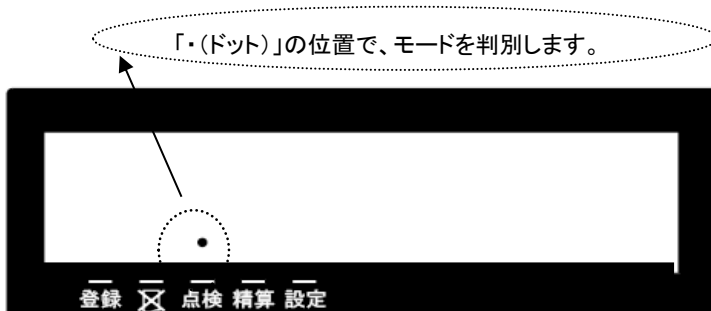 「・(ドット)」の位置で、モードを判別します。
登録 点検 精算 設定